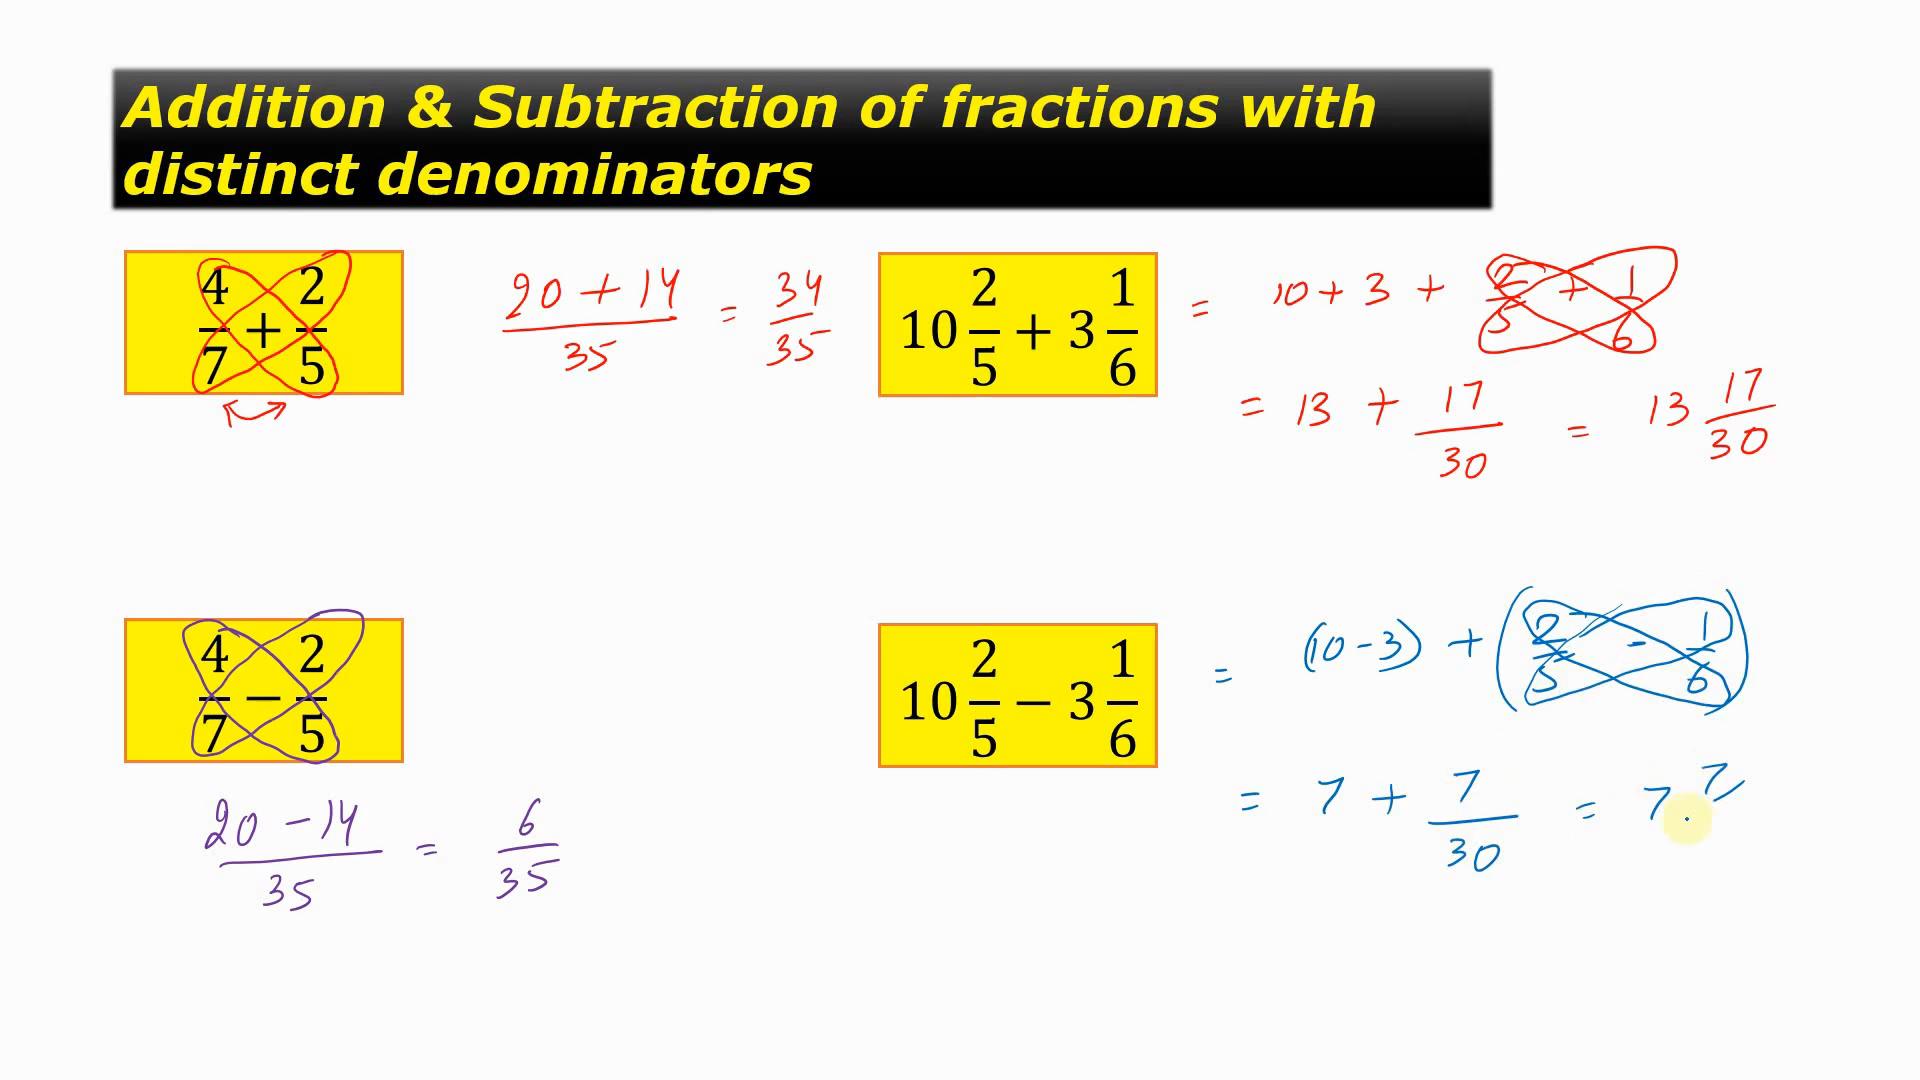 Addition & Subtraction of fractions with
distinct denominators
4/7 + 2/5
(20 + 14)/35 = 34/35
10 2/5 + 3 1/6
= 10 + 3 + 2/5 + 1/6
= 13 + 17/30 = 13 17/30
4/7 − 2/5
(20 − 14)/35 = 6/35
10 2/5 − 3 1/6
= (10 - 3) + (2/5 - 1/6)
= 7 + 7/30 = 7 7